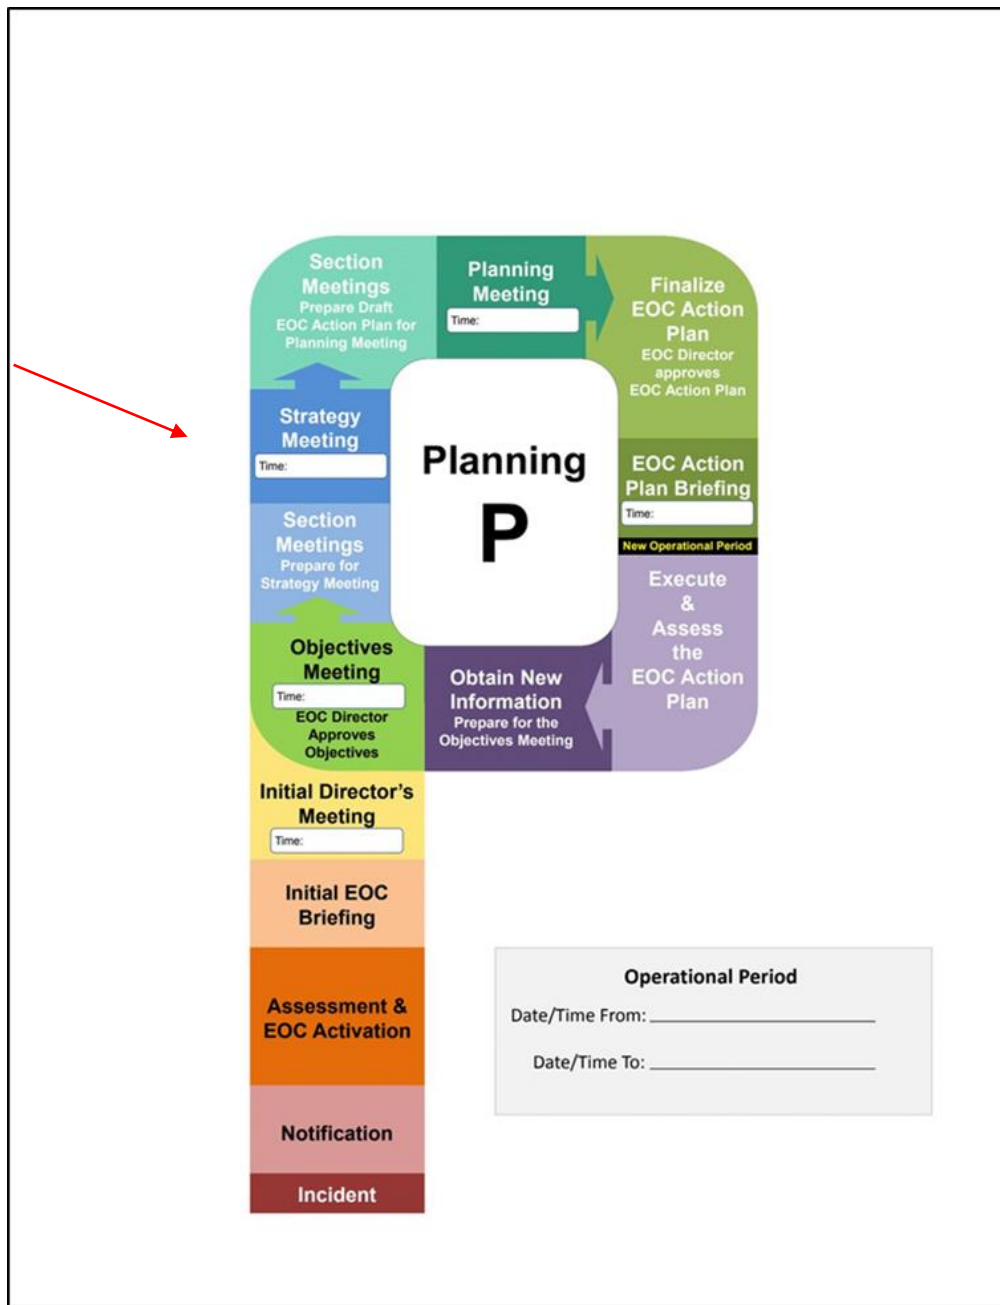 Section
Meetings
Prepare Draft
EOC Action Plan for
Planning Meeting
Planning
Meeting
Time:
Finalize
EOC Action
Plan
EOC Director
approves
EOC Action Plan
Strategy
Meeting
Time:
Planning
P
EOC Action
Plan Briefing
Time:
New Operational Period
Section
Meetings
Prepare for
Strategy Meeting
Execute
&
Assess
the
EOC Action
Plan
Objectives
Meeting
Time:
EOC Director
Approves
Objectives
Obtain New
Information
Prepare for the
Objectives Meeting
Initial Director's
Meeting
Time:
Initial EOC
Briefing
Assessment &
EOC Activation
Notification
Incident
Operational Period
Date/Time From:
Date/Time To: